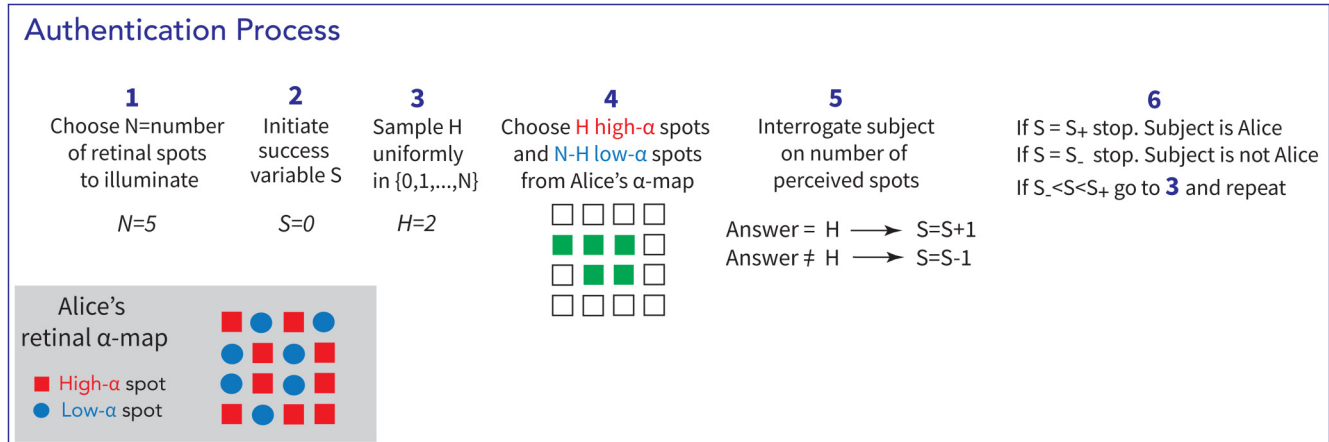 Authentication Process
1
Choose N=number
of retinal spots
to illuminate
N=5
2
Initiate
success
variable S
S=0
3
Sample H
uniformly
in {0,1,...,N}
H=2
4
Choose H high-α spots
and N-H low-α spots
from Alice's α-map
5
Interrogate subject
on number of
perceived spots
Answer = H ⟶ S=S+1
Answer ≠ H ⟶ S=S-1
6
If S = S₊ stop. Subject is Alice
If S = S₋ stop. Subject is not Alice
If S₋<S<S₊ go to 3 and repeat
Alice's
retinal α-map
High-α spot
Low-α spot